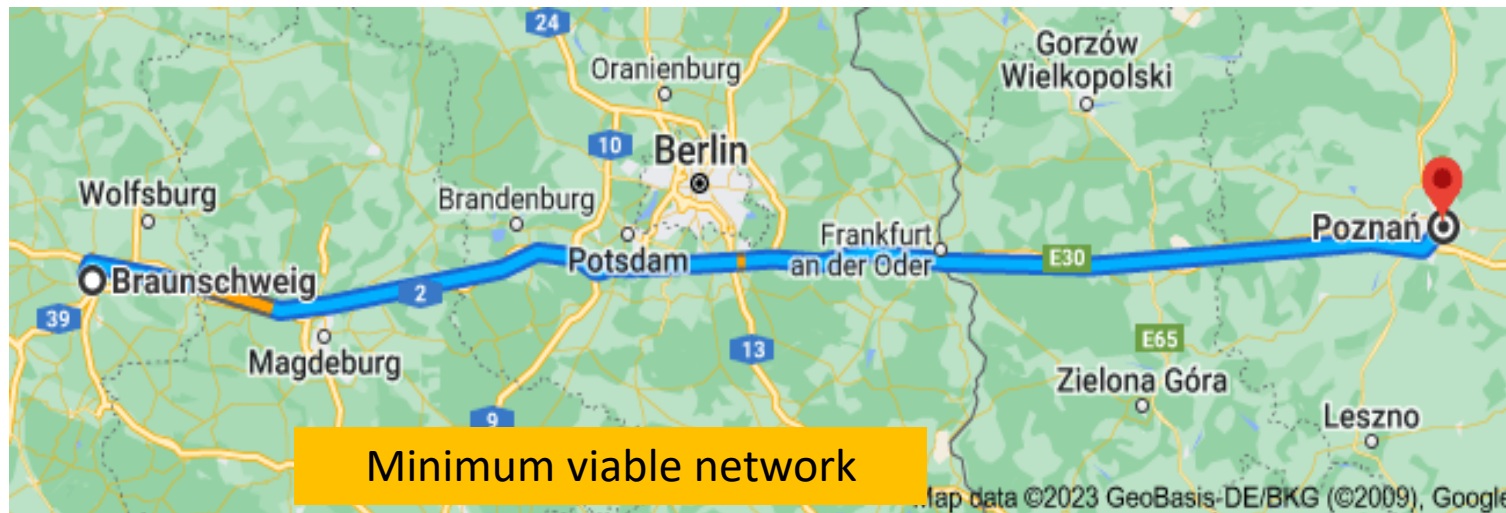 24
Gorzów
Wielkopolski
Oranienburg
10
Berlin
Wolfsburg
Brandenburg
Poznań
Frankfurt
an der Oder
Potsdam
E30
Braunschweig
2
39
13
E65
Magdeburg
Zielona Góra
9
Leszno
Minimum viable network
Map data ©2023 GeoBasis-DE/BKG (©2009), Google